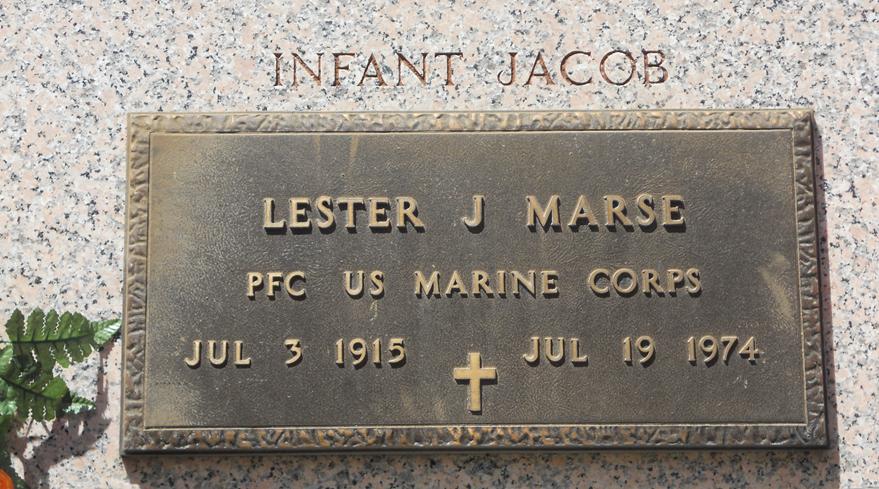 INFANT JACOB
LESTER J MARSE
PFC US MARINE CORPS
JUL 3 1915 JUL 19 1974